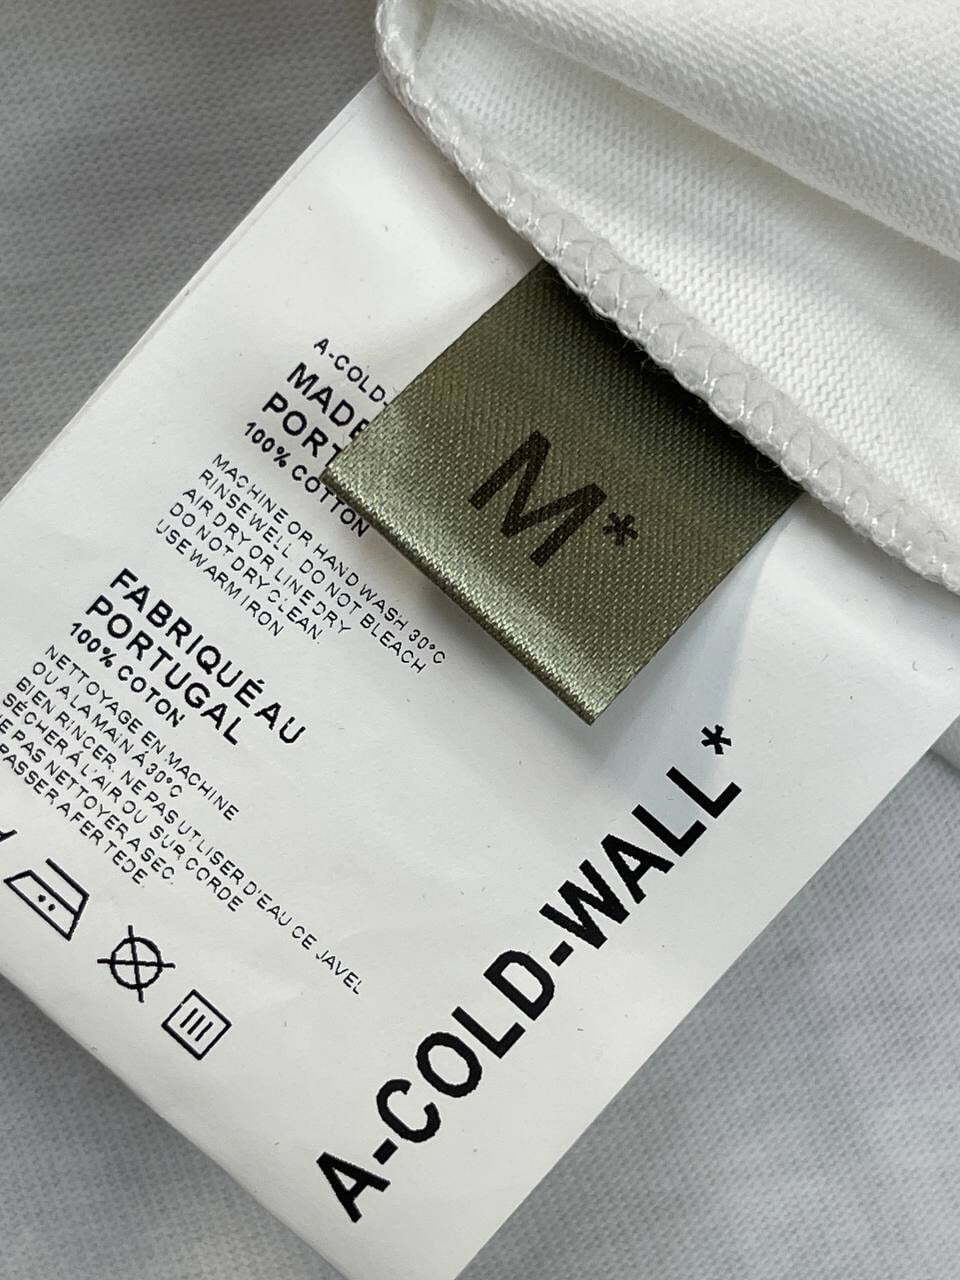 A-COLD-
MADE
PORT
100% COTTON
MACHINE OR HAND WASH 30°C
RINSE WELL DO NOT BLEACH
AIR DRY OR LINE DRY
DO NOT DRY CLEAN.
USE WARM IRON
FABRIQUÉ AU
PORTUGAL
100% COTON
NETTOYAGE EN MACHINE
OU A LA MAIN À 30°C
BIEN RINCER. NE PAS UTLISER D'EAU CE JAVEL
SÉCHER À L'AIR OU SUR CORDE
NE PAS NETTOYER A SEC.
PASSER A FER TEDE.
M*
A-COLD-WALL*